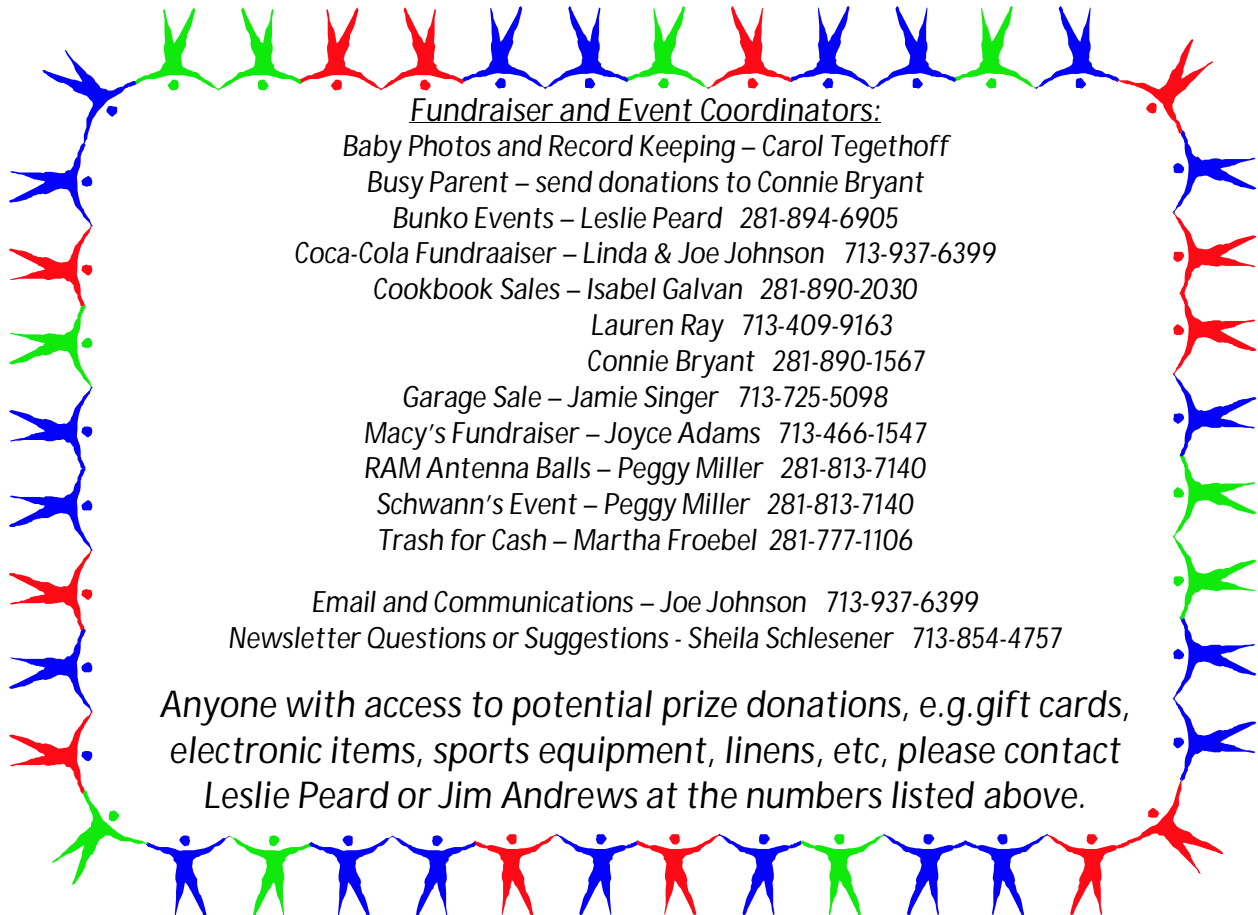 Fundraiser and Event Coordinators:
Baby Photos and Record Keeping – Carol Tegethoff
Busy Parent – send donations to Connie Bryant
Bunko Events – Leslie Peard 281-894-6905
Coca-Cola Fundraaiser – Linda & Joe Johnson 713-937-6399
Cookbook Sales – Isabel Galvan 281-890-2030
Lauren Ray 713-409-9163
Connie Bryant 281-890-1567
Garage Sale – Jamie Singer 713-725-5098
Macy’s Fundraiser – Joyce Adams 713-466-1547
RAM Antenna Balls – Peggy Miller 281-813-7140
Schwann’s Event – Peggy Miller 281-813-7140
Trash for Cash – Martha Froebel 281-777-1106
Email and Communications – Joe Johnson 713-937-6399
Newsletter Questions or Suggestions - Sheila Schlesener 713-854-4757
Anyone with access to potential prize donations, e.g.gift cards,
electronic items, sports equipment, linens, etc, please contact
Leslie Peard or Jim Andrews at the numbers listed above.